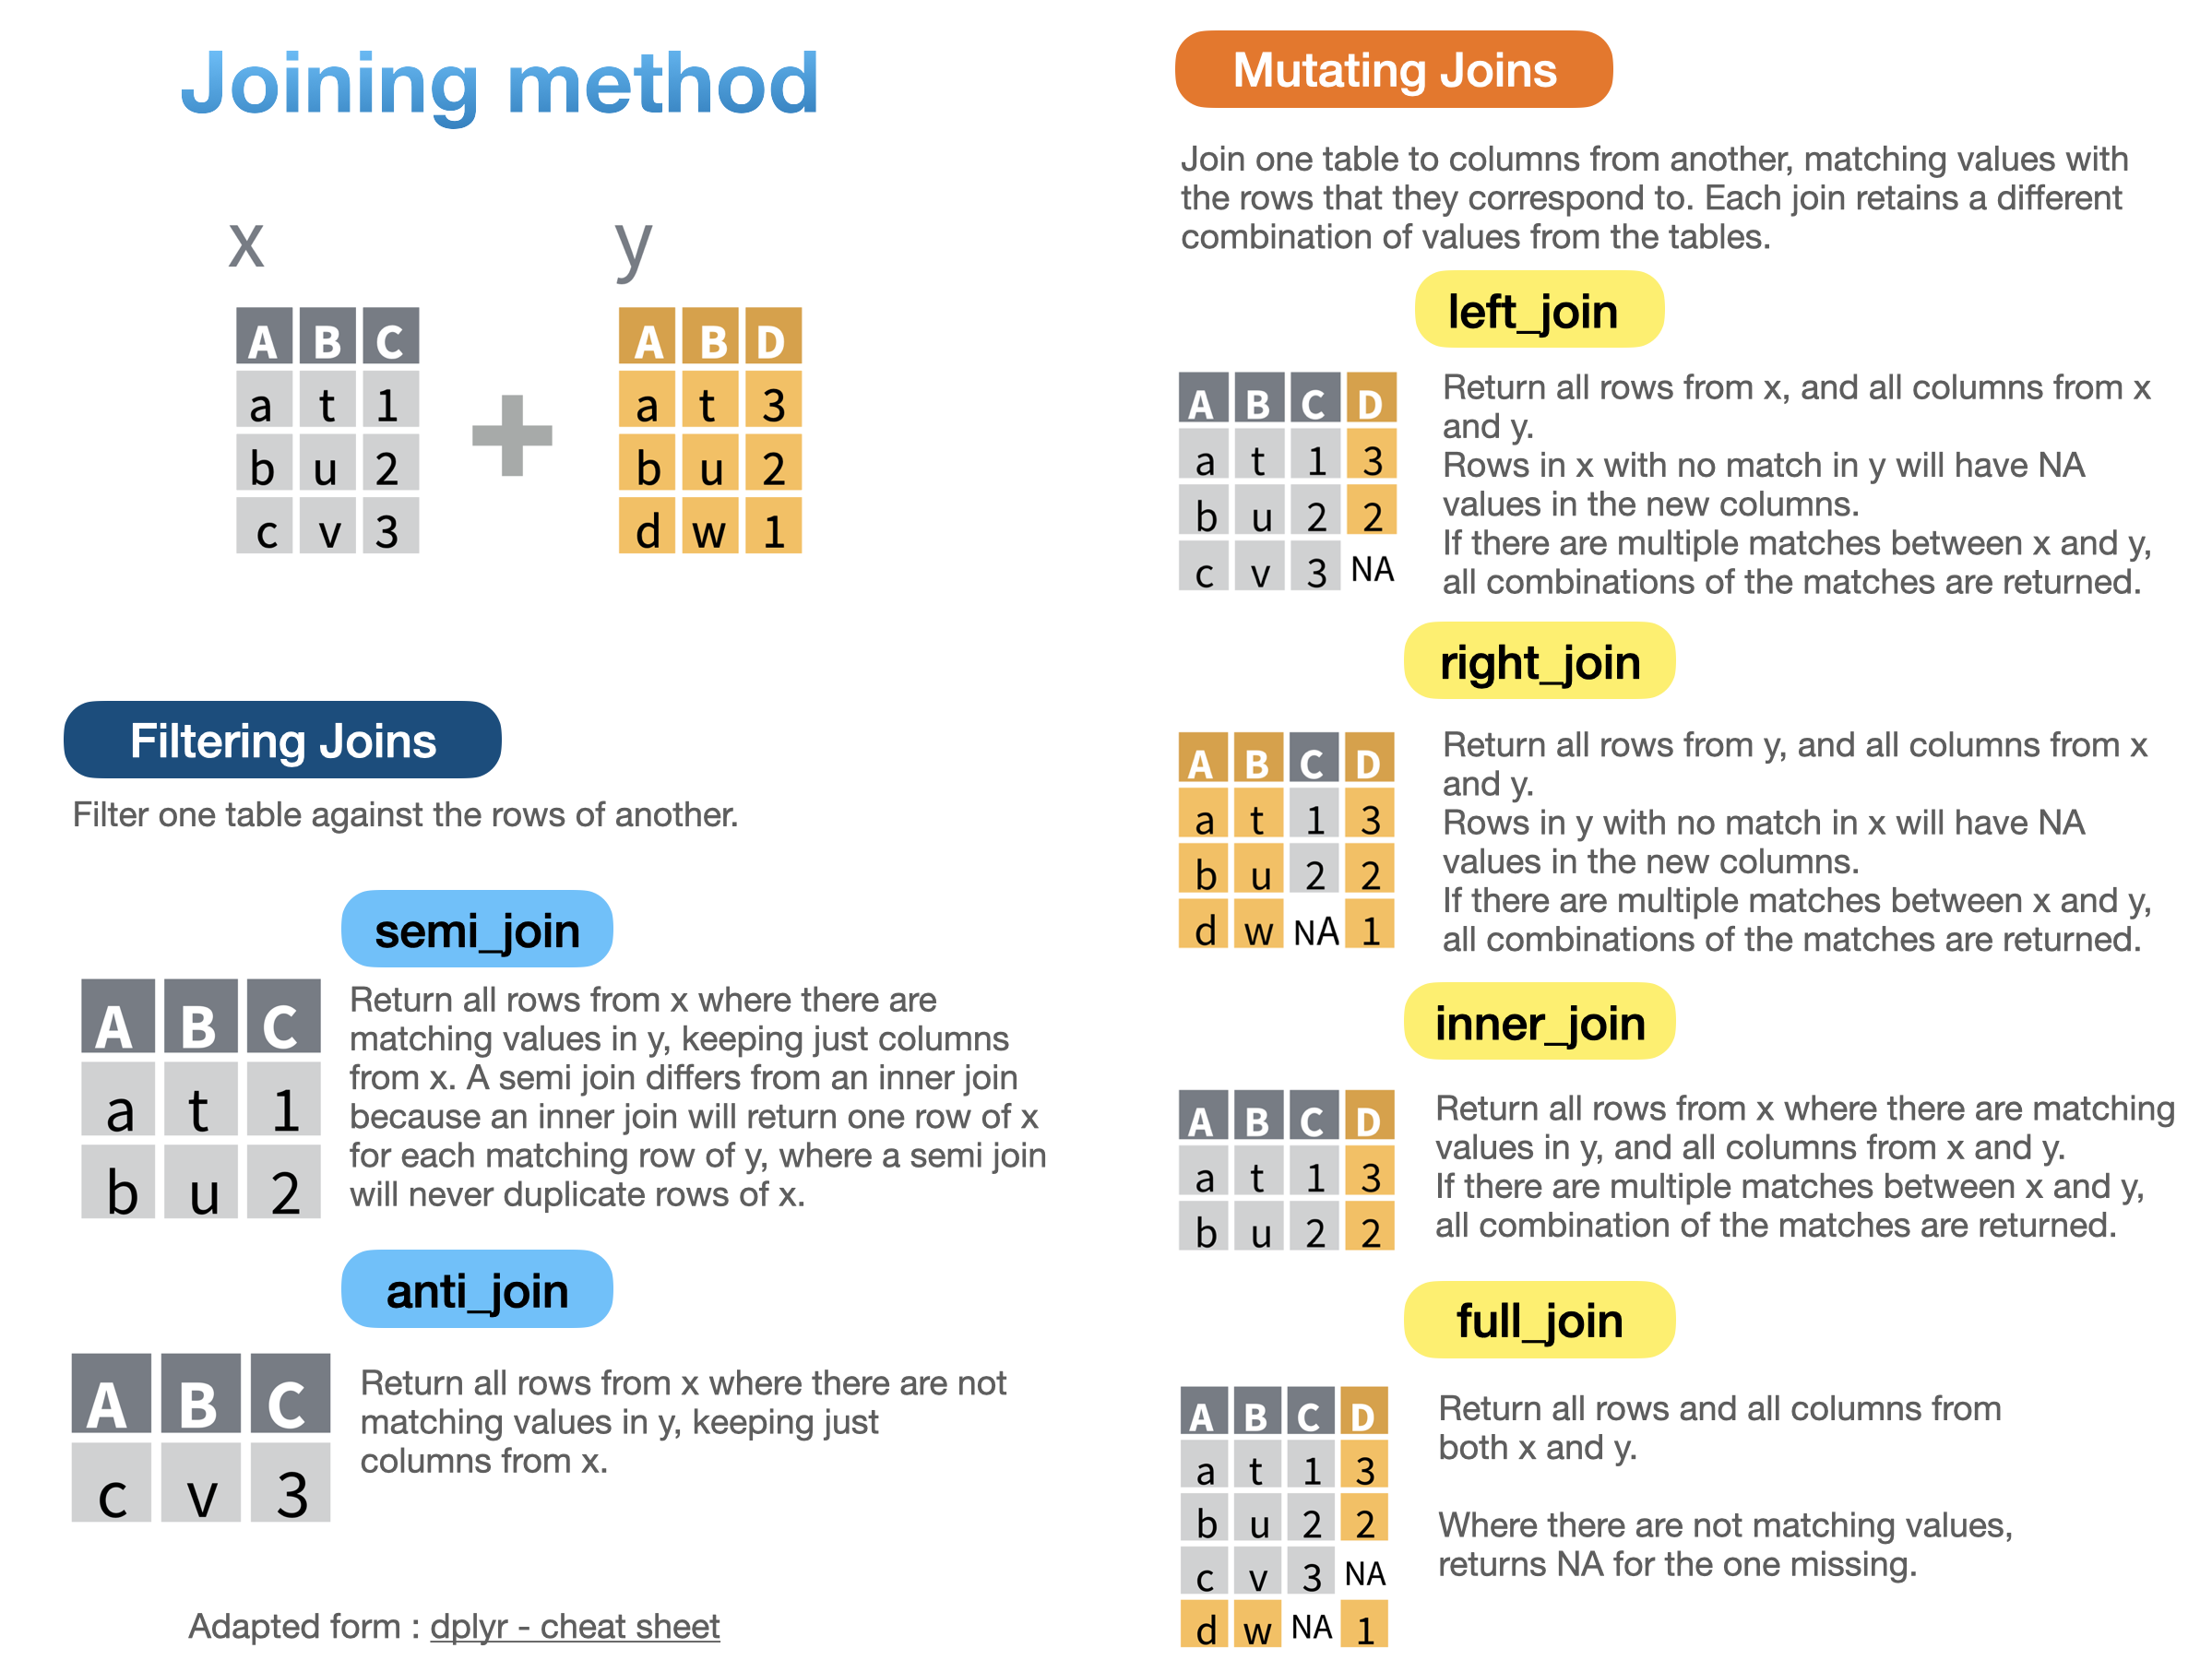 Joining method
x
y
A B C
a t 1
b u 2
c v 3
A B D
a t 3
b u 2
d w 1
Filtering Joins
Filter one table against the rows of another.
semi_join
A B C
a t 1
b u 2
Return all rows from x where there are
matching values in y, keeping just columns
from x. A semi join differs from an inner join
because an inner join will return one row of x
for each matching row of y, where a semi join
will never duplicate rows of x.
anti_join
A B C
c v 3
Return all rows from x where there are not
matching values in y, keeping just
columns from x.
Adapted form : dplyr - cheat sheet
Mutating Joins
Join one table to columns from another, matching values with
the rows that they correspond to. Each join retains a different
combination of values from the tables.
left_join
A B C D
a t 1 3
b u 2 2
c v 3 NA
Return all rows from x, and all columns from x
and y.
Rows in x with no match in y will have NA
values in the new columns.
If there are multiple matches between x and y,
all combinations of the matches are returned.
right_join
A B C D
a t 1 3
b u 2 2
d w NA 1
Return all rows from y, and all columns from x
and y.
Rows in y with no match in x will have NA
values in the new columns.
If there are multiple matches between x and y,
all combinations of the matches are returned.
inner_join
A B C D
a t 1 3
b u 2 2
Return all rows from x where there are matching
values in y, and all columns from x and y.
If there are multiple matches between x and y,
all combination of the matches are returned.
full_join
A B C D
a t 1 3
b u 2 2
c v 3 NA
d w NA 1
Return all rows and all columns from
both x and y.
Where there are not matching values,
returns NA for the one missing.